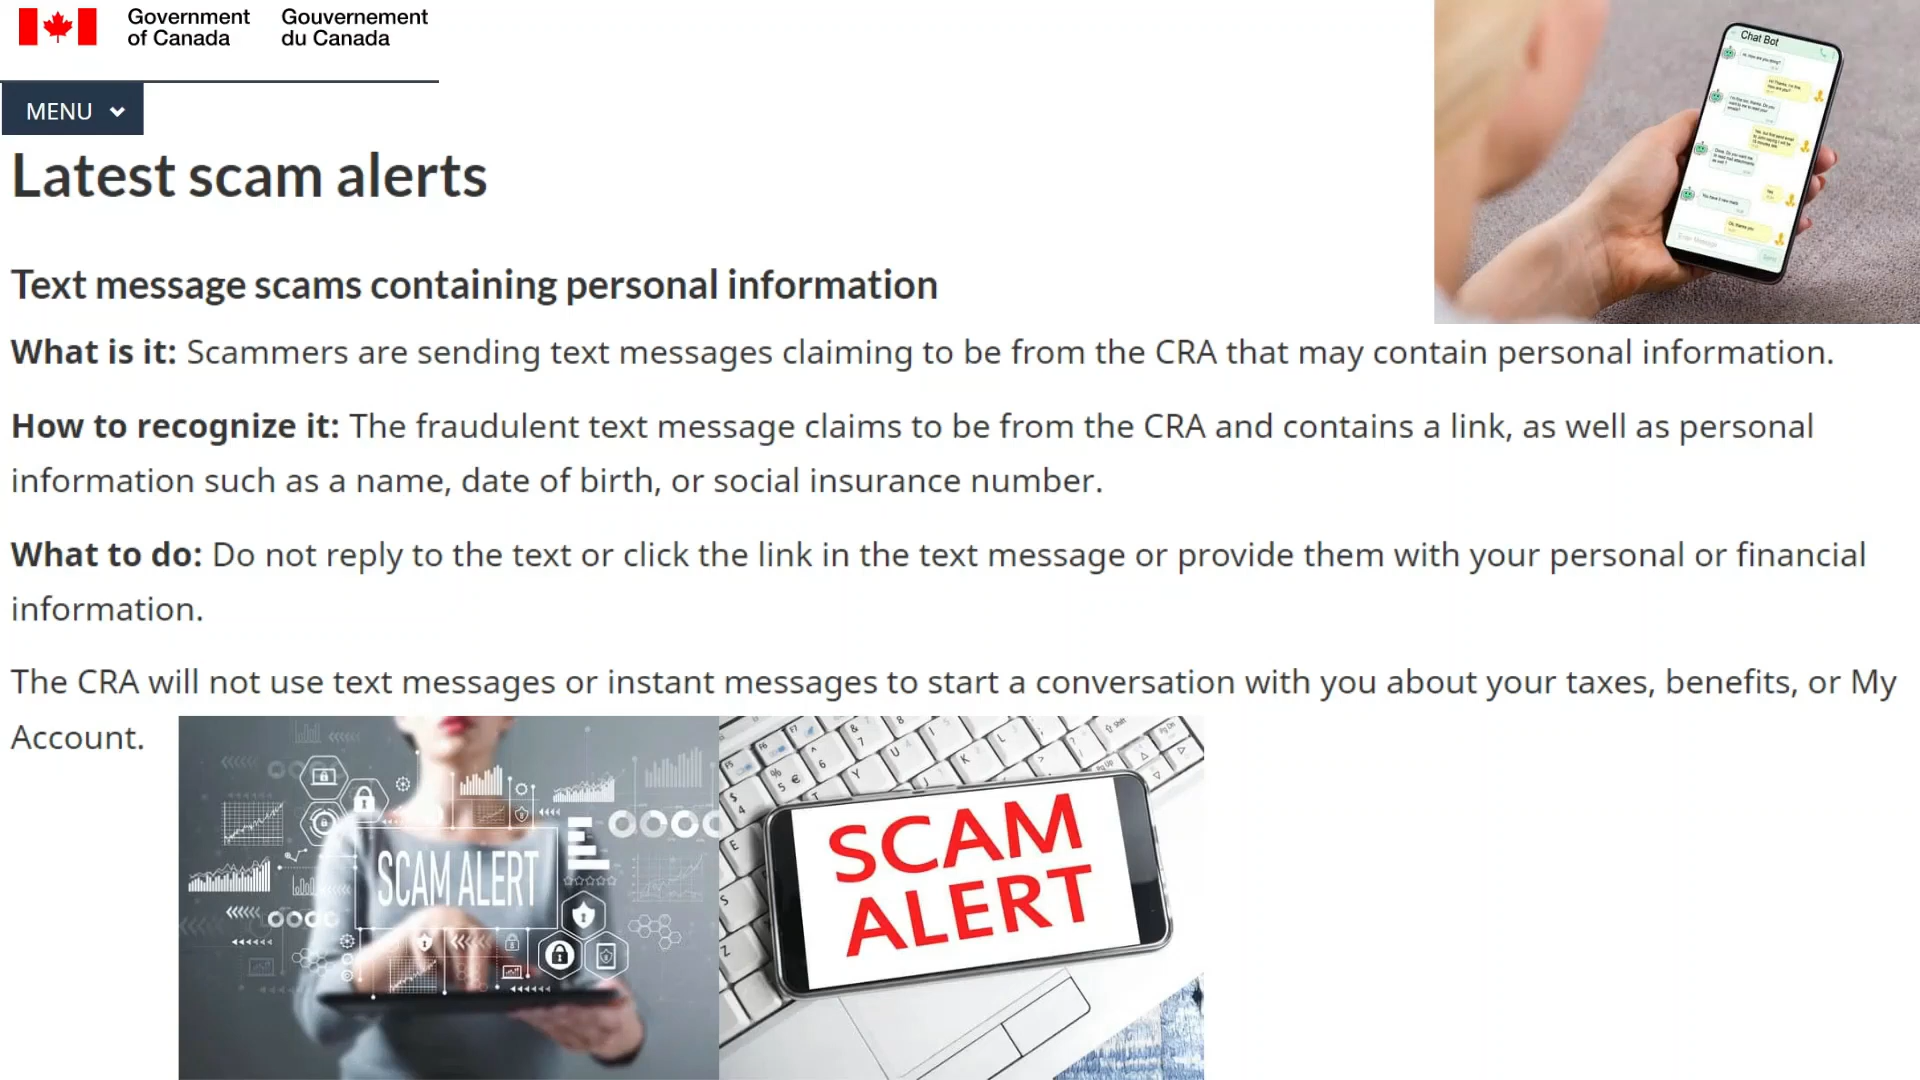 Government of Canada
Gouvernement du Canada
MENU
Latest scam alerts
Text message scams containing personal information
What is it: Scammers are sending text messages claiming to be from the CRA that may contain personal information.
How to recognize it: The fraudulent text message claims to be from the CRA and contains a link, as well as personal
information such as a name, date of birth, or social insurance number.
What to do: Do not reply to the text or click the link in the text message or provide them with your personal or financial
information.
The CRA will not use text messages or instant messages to start a conversation with you about your taxes, benefits, or My
Account.
Chat Bot
Enter Message
Send
SCAM ALERT
SCAM
ALERT